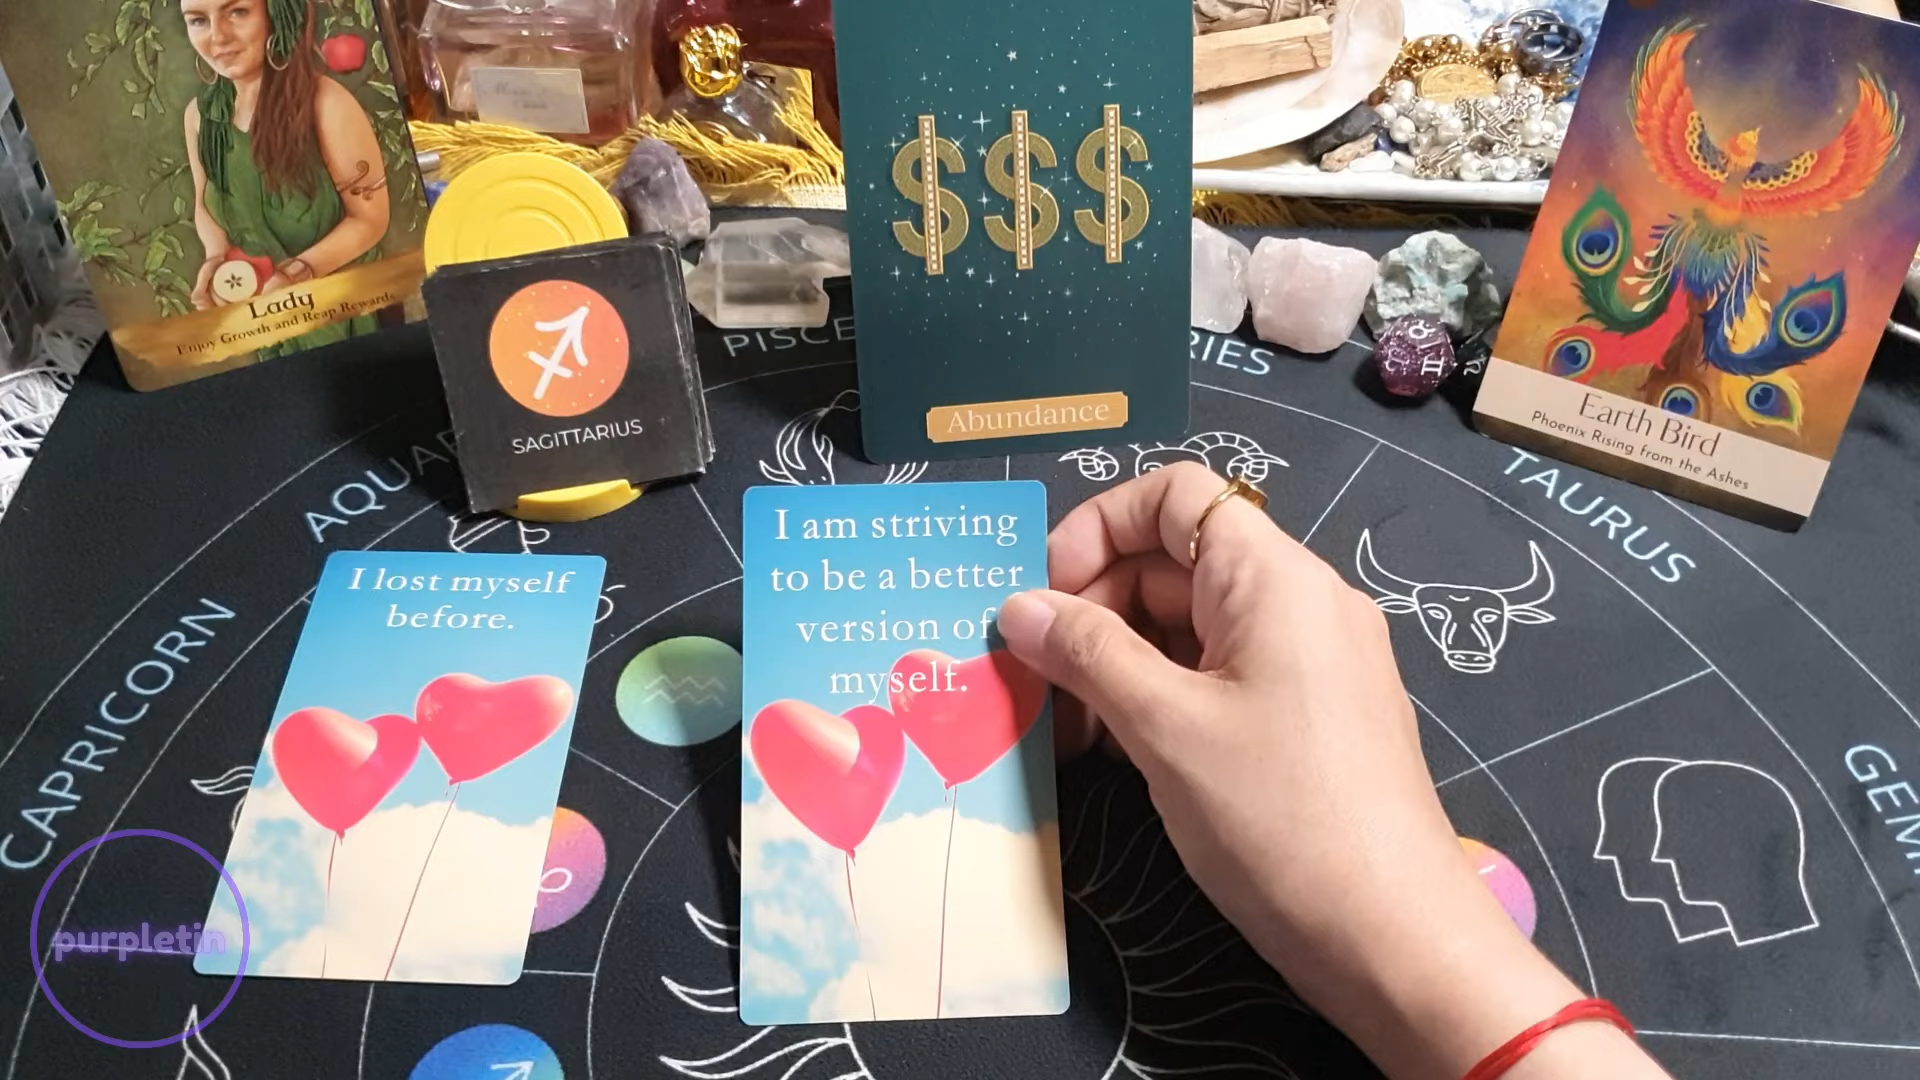 Lady
Enjoy Growth and Reap Rewards
SAGITTARIUS
$$$
Abundance
Earth Bird
Phoenix Rising from the Ashes
I lost myself
before.
I am striving
to be a better
version of
myself.
CAPRICORN
AQUAR
PISCE
RIES
TAURUS
GEM
purpletin